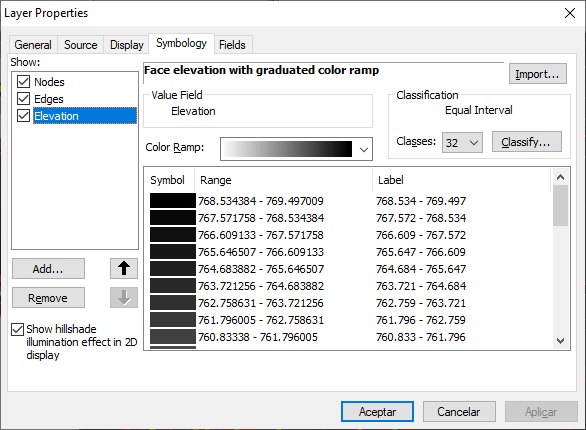 Layer Properties
General Source Display Symbology Fields
Show:
Nodes
Edges
Elevation
Face elevation with graduated color ramp
Import...
Value Field
Elevation
Classification
Equal Interval
Color Ramp:
Classes: 32 Classify...
Symbol Range Label
768.534384 - 769.497009 768.534 - 769.497
767.571758 - 768.534384 767.572 - 768.534
766.609133 - 767.571758 766.609 - 767.572
765.646507 - 766.609133 765.647 - 766.609
764.683882 - 765.646507 764.684 - 765.647
763.721256 - 764.683882 763.721 - 764.684
762.758631 - 763.721256 762.759 - 763.721
761.796005 - 762.758631 761.796 - 762.759
760.83338 - 761.796005 760.833 - 761.796
Add...
Remove
Show hillshade
illumination effect in 2D
display
Aceptar Cancelar Aplicar